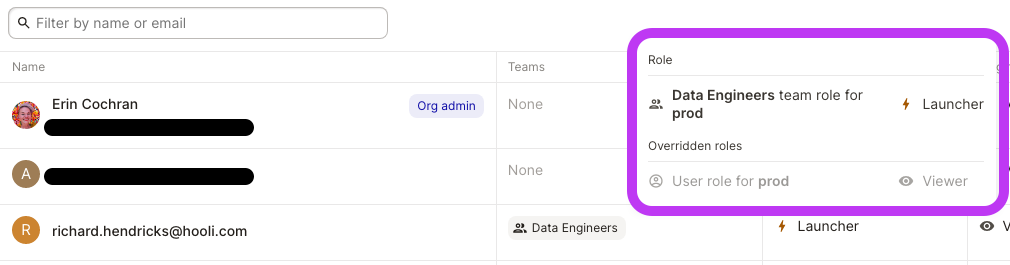 Filter by name or email
Name
Teams
Role
Erin Cochran
Org admin
None
Data Engineers team role for
prod
Launcher
Overridden roles
A
None
User role for prod
Viewer
R
richard.hendricks@hooli.com
Data Engineers
Launcher